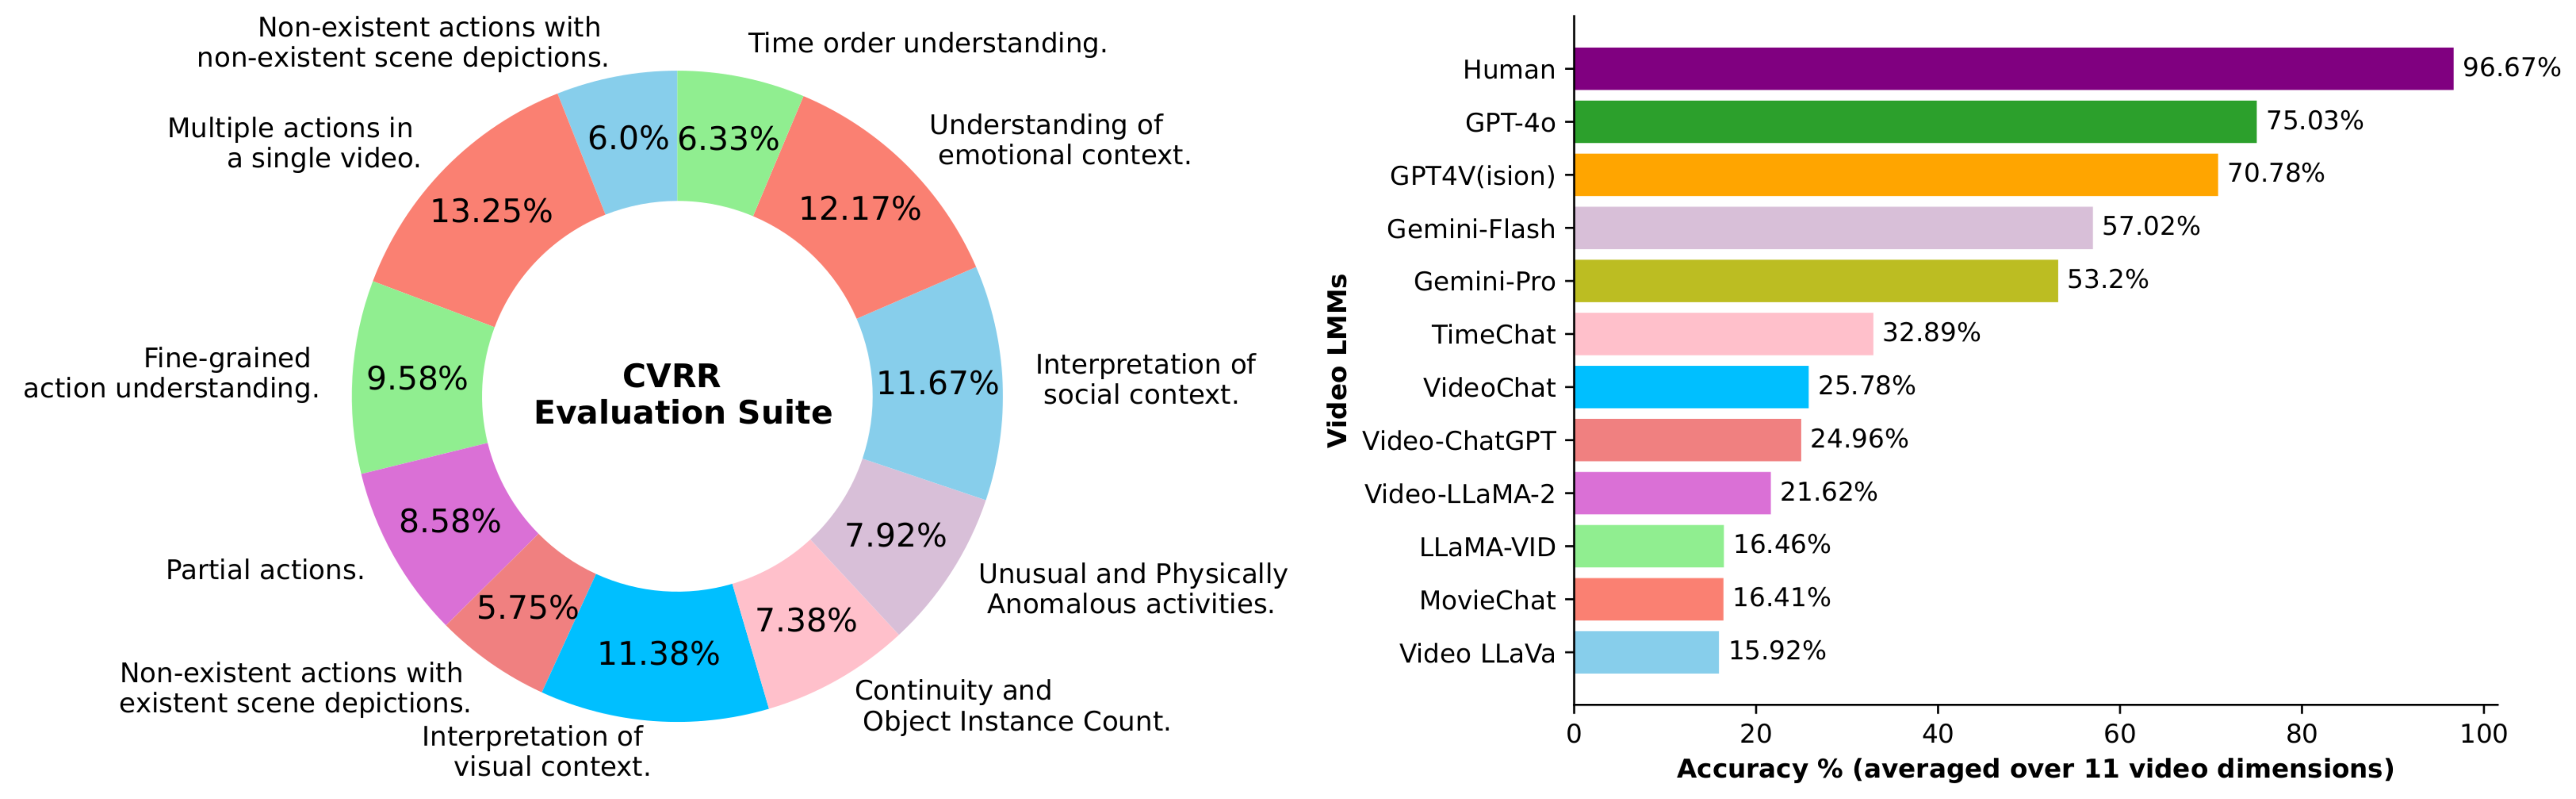 Non-existent actions with
non-existent scene depictions.
Time order understanding.
Multiple actions in
a single video.
Understanding of
emotional context.
6.0%
6.33%
13.25%
12.17%
Fine-grained
action understanding.
9.58%
CVRR
Evaluation Suite
11.67%
Interpretation of
social context.
8.58%
7.92%
Partial actions.
Unusual and Physically
Anomalous activities.
5.75%
11.38%
7.38%
Non-existent actions with
existent scene depictions.
Continuity and
Object Instance Count.
Interpretation of
visual context.
Video LMMs
Human
96.67%
GPT-4o
75.03%
GPT4V(ision)
70.78%
Gemini-Flash
57.02%
Gemini-Pro
53.2%
TimeChat
32.89%
VideoChat
25.78%
Video-ChatGPT
24.96%
Video-LLaMA-2
21.62%
LLaMA-VID
16.46%
MovieChat
16.41%
Video LLaVa
15.92%
0 20 40 60 80 100
Accuracy % (averaged over 11 video dimensions)